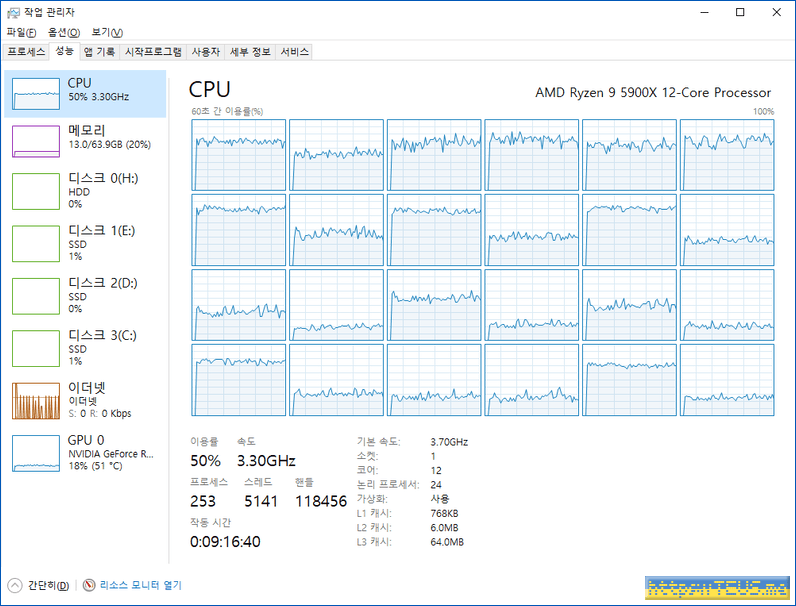 작업 관리자
파일(F) 옵션(O) 보기(V)
프로세스 성능 앱 기록 시작프로그램 사용자 세부 정보 서비스
CPU
50% 3.30GHz
메모리
13.0/63.9GB (20%)
디스크 0(H:)
HDD
0%
디스크 1(E:)
SSD
1%
디스크 2(D:)
SSD
0%
디스크 3(C:)
SSD
1%
이더넷
이더넷
S: 0 R: 0 Kbps
GPU 0
NVIDIA GeForce R...
18% (51 °C)
CPU AMD Ryzen 9 5900X 12-Core Processor
60초 간 이용률(%) 100%
이용률 속도
50% 3.30GHz
프로세스 스레드 핸들
253 5141 118456
작동 시간
0:09:16:40
기본 속도: 3.70GHz
소켓: 1
코어: 12
논리 프로세서: 24
가상화: 사용
L1 캐시: 768KB
L2 캐시: 6.0MB
L3 캐시: 64.0MB
간단히(D) 리소스 모니터 열기